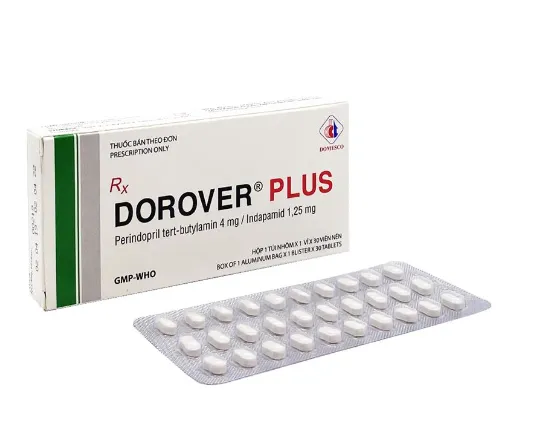 THUỐC BÁN THEO ĐƠN
PRESCRIPTION ONLY
DOMESCO
Rx
DOROVER® PLUS
Perindopril tert-butylamin 4 mg / Indapamid 1,25 mg
HỘP 1 TÚI NHÔM X 1 VỈ X 30 VIÊN NÉN
BOX OF 1 ALUMINUM BAG X 1 BLISTER X 30 TABLETS
GMP-WHO